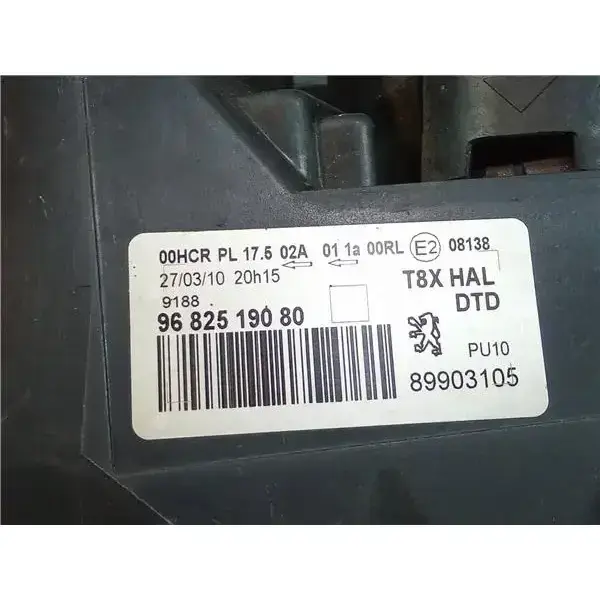 00HCR PL 17.5 02A 01 1a 00RL E2 08138
27/03/10 20h15
9188
96 825 190 80
T8X HAL
DTD
PU10
89903105